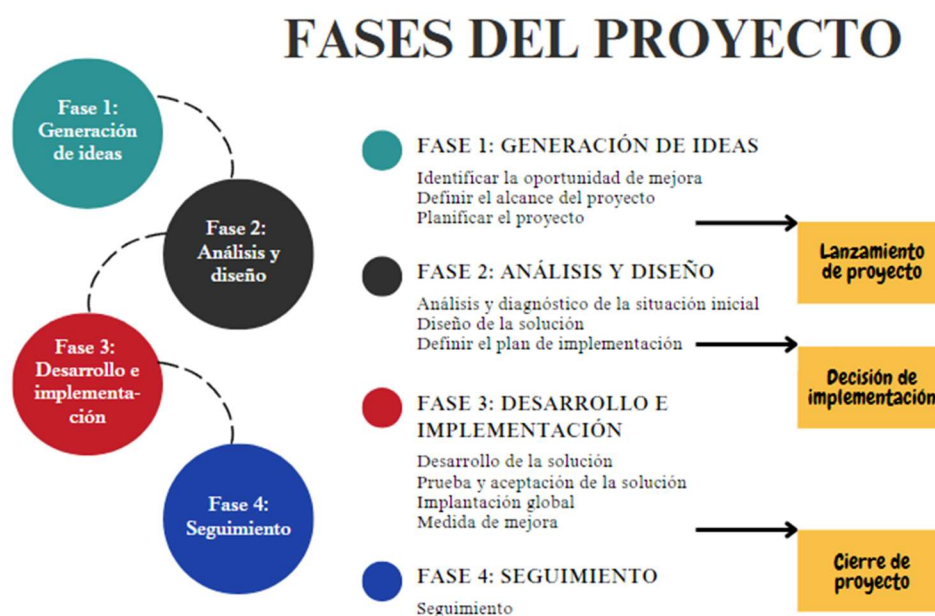 FASES DEL PROYECTO
Fase 1:
Generación
de ideas
Fase 2:
Análisis y
diseño
Fase 3:
Desarrollo e
implementa-
ción
Fase 4:
Seguimiento
FASE 1: GENERACIÓN DE IDEAS
Identificar la oportunidad de mejora
Definir el alcance del proyecto
Planificar el proyecto
Lanzamiento
de proyecto
FASE 2: ANÁLISIS Y DISEÑO
Análisis y diagnóstico de la situación inicial
Diseño de la solución
Definir el plan de implementación
Decisión de
implementación
FASE 3: DESARROLLO E
IMPLEMENTACIÓN
Desarrollo de la solución
Prueba y aceptación de la solución
Implantación global
Medida de mejora
Cierre de
proyecto
FASE 4: SEGUIMIENTO
Seguimiento